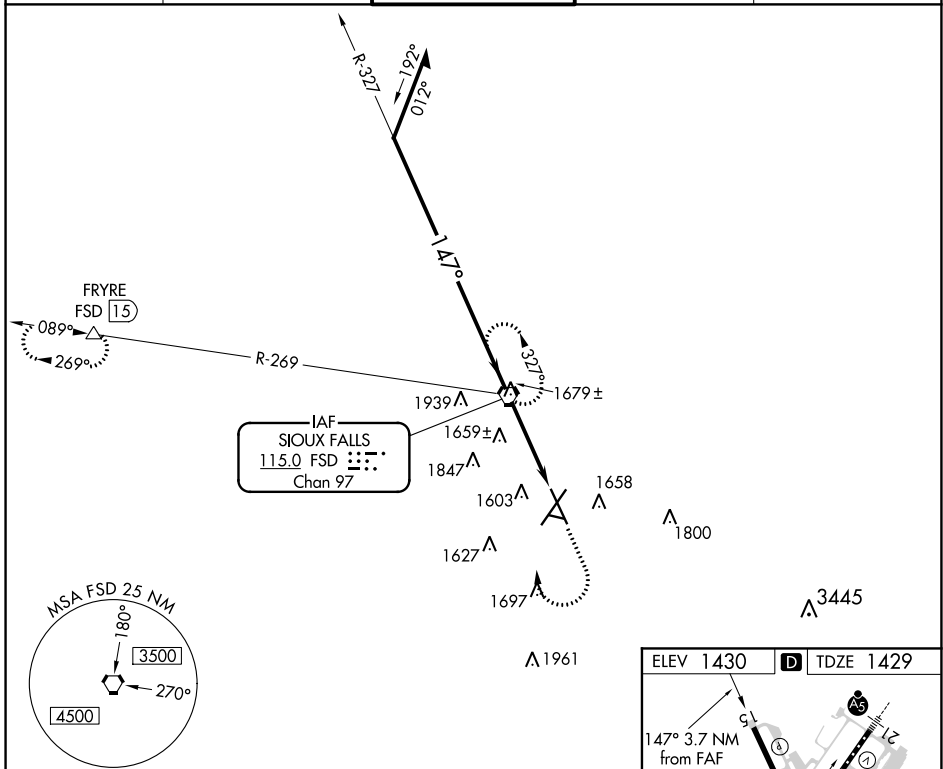 R-327
192°
012°
147°
FRYRE
FSD 15
089°
269°
R-269
327°
1679±
1939
IAF
SIOUX FALLS
115.0 FSD
Chan 97
1659±
1847
1603
1658
1800
1627
1697
3445
1961
MSA FSD 25 NM
180°
3500
270°
4500
ELEV 1430 D TDZE 1429
147° 3.7 NM
from FAF
15
P
A5
21
V